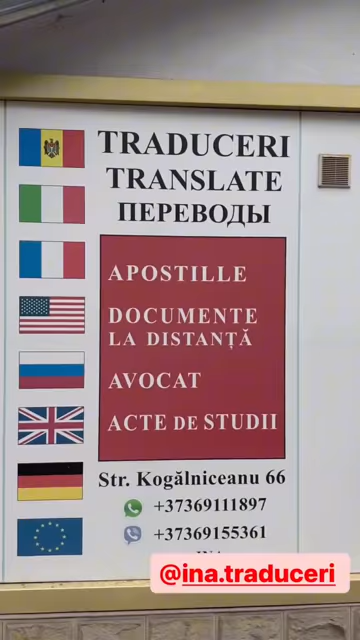 TRADUCERI
TRANSLATE
ПЕРЕВОДЫ
APOSTILLE
DOCUMENTE
LA DISTANȚĂ
AVOCAT
ACTE DE STUDII
Str. Kogălniceanu 66
+37369111897
+37369155361
@ina.traduceri